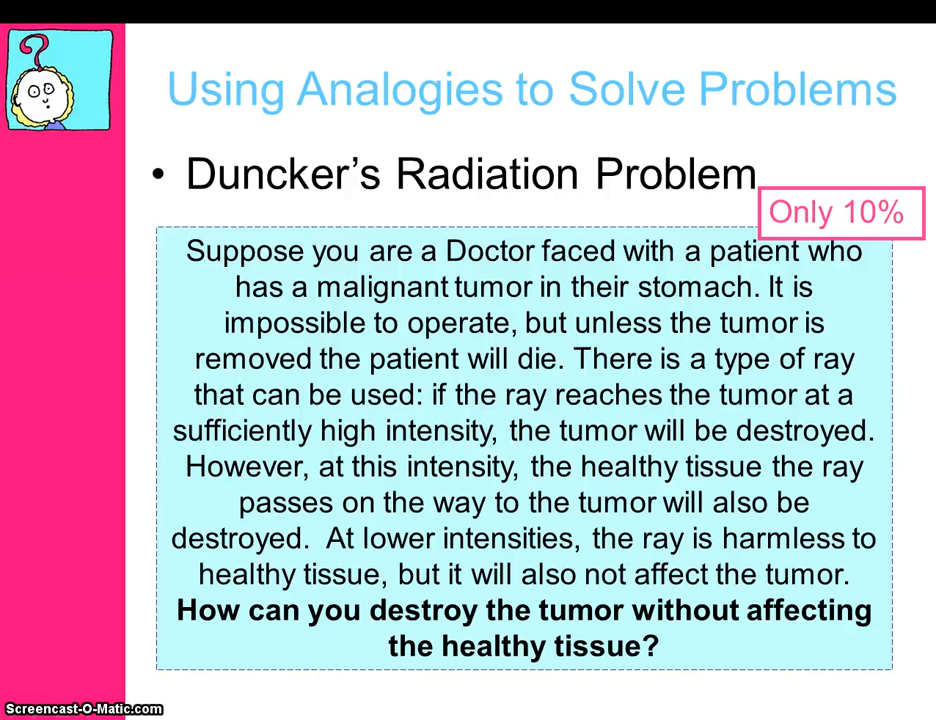 ?
Using Analogies to Solve Problems
• Duncker's Radiation Problem
Only 10%
Suppose you are a Doctor faced with a patient who
has a malignant tumor in their stomach. It is
impossible to operate, but unless the tumor is
removed the patient will die. There is a type of ray
that can be used: if the ray reaches the tumor at a
sufficiently high intensity, the tumor will be destroyed.
However, at this intensity, the healthy tissue the ray
passes on the way to the tumor will also be
destroyed. At lower intensities, the ray is harmless to
healthy tissue, but it will also not affect the tumor.
How can you destroy the tumor without affecting
the healthy tissue?
Screencast-O-Matic.com